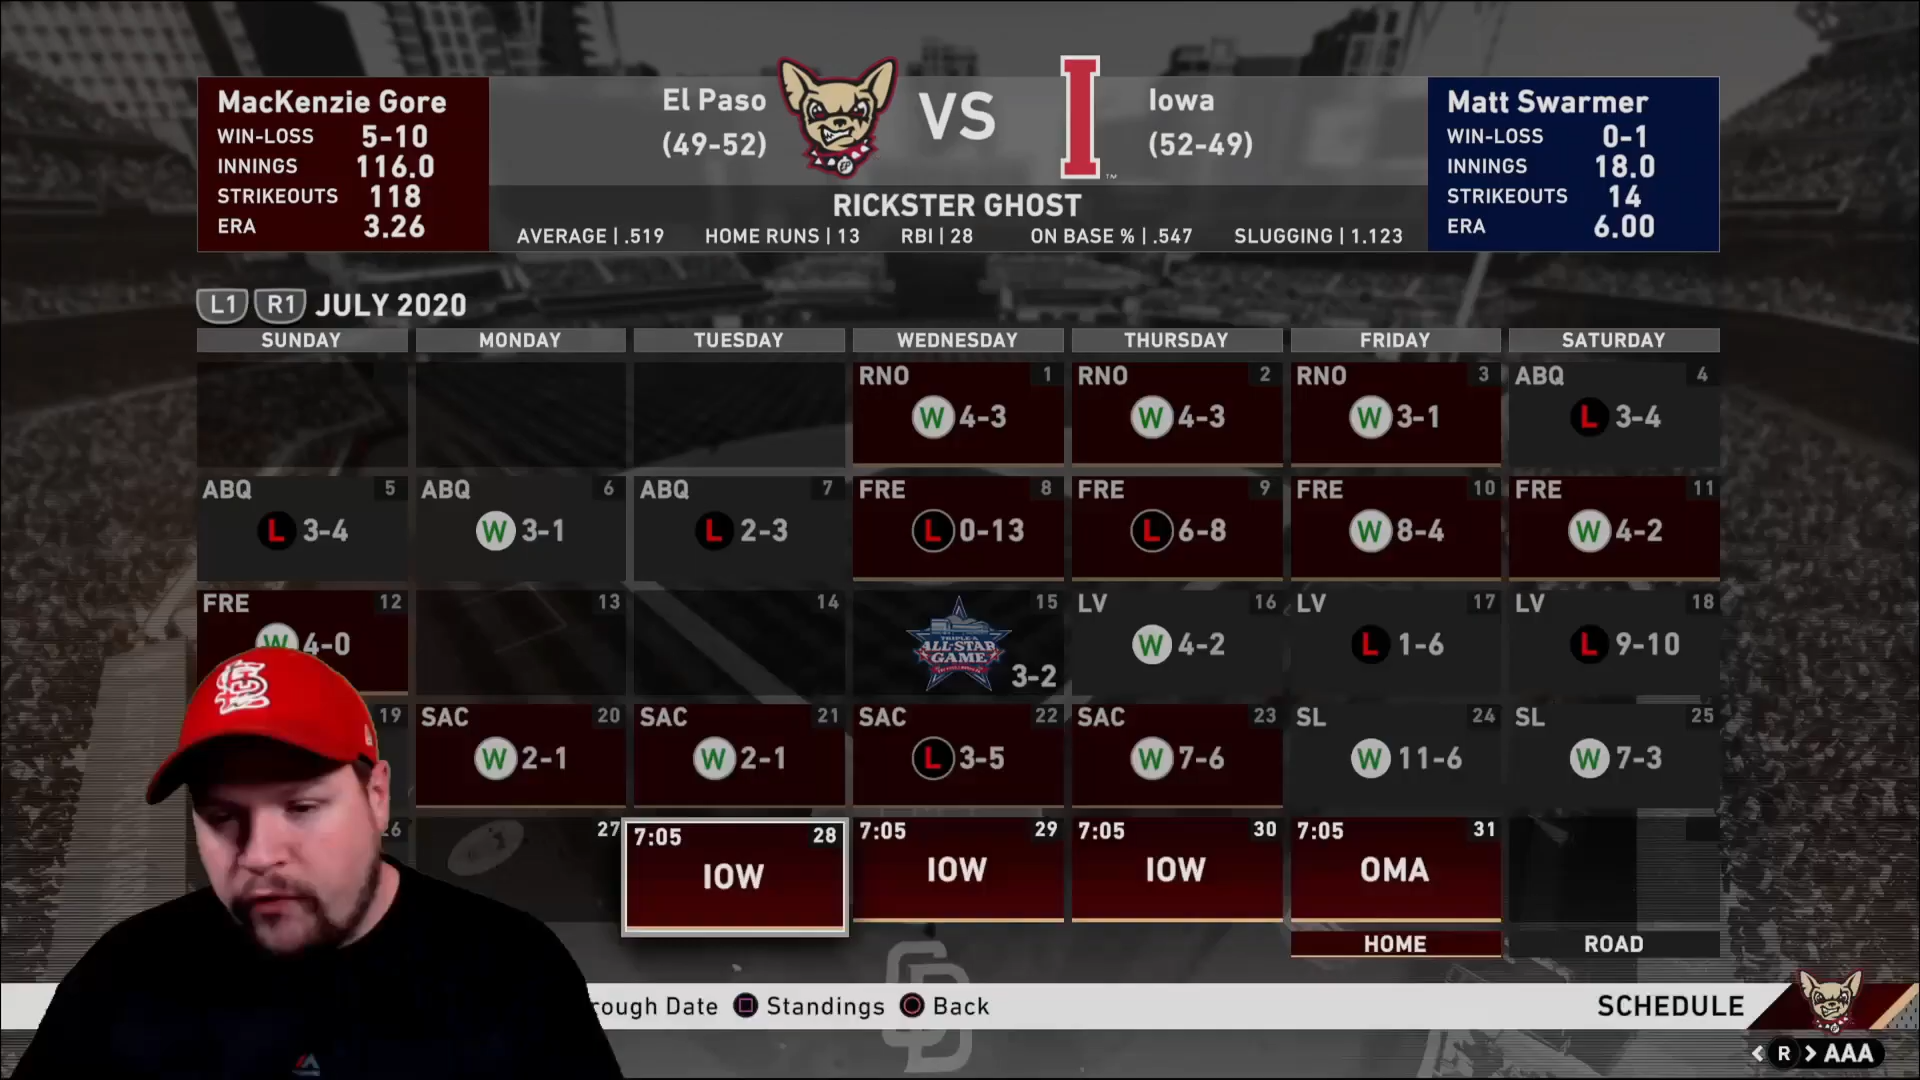 MacKenzie Gore
WIN-LOSS 5-10
INNINGS 116.0
STRIKEOUTS 118
ERA 3.26
El Paso
(49-52)
VS
Iowa
(52-49)
Matt Swarmer
WIN-LOSS 0-1
INNINGS 18.0
STRIKEOUTS 14
ERA 6.00
RICKSTER GHOST
AVERAGE | .519 HOME RUNS | 13 RBI | 28 ON BASE % | .547 SLUGGING | 1.123
L1 R1 JULY 2020
SUNDAY MONDAY TUESDAY WEDNESDAY THURSDAY FRIDAY SATURDAY
RNO 1 RNO 2 RNO 3 ABQ 4
W 4-3 W 4-3 W 3-1 L 3-4
ABQ 5 ABQ 6 ABQ 7 FRE 8 FRE 9 FRE 10 FRE 11
L 3-4 W 3-1 L 2-3 L 0-13 L 6-8 W 8-4 W 4-2
FRE 12 13 14 15 LV 16 LV 17 LV 18
W 4-0 TRIPLE-A ALL-STAR GAME 3-2 W 4-2 L 1-6 L 9-10
19 SAC 20 SAC 21 SAC 22 SAC 23 SL 24 SL 25
W 2-1 W 2-1 L 3-5 W 7-6 W 11-6 W 7-3
26 27 7:05 28 7:05 29 7:05 30 7:05 31
IOW IOW IOW OMA
HOME ROAD
rough Date Standings Back
SCHEDULE
R AAA